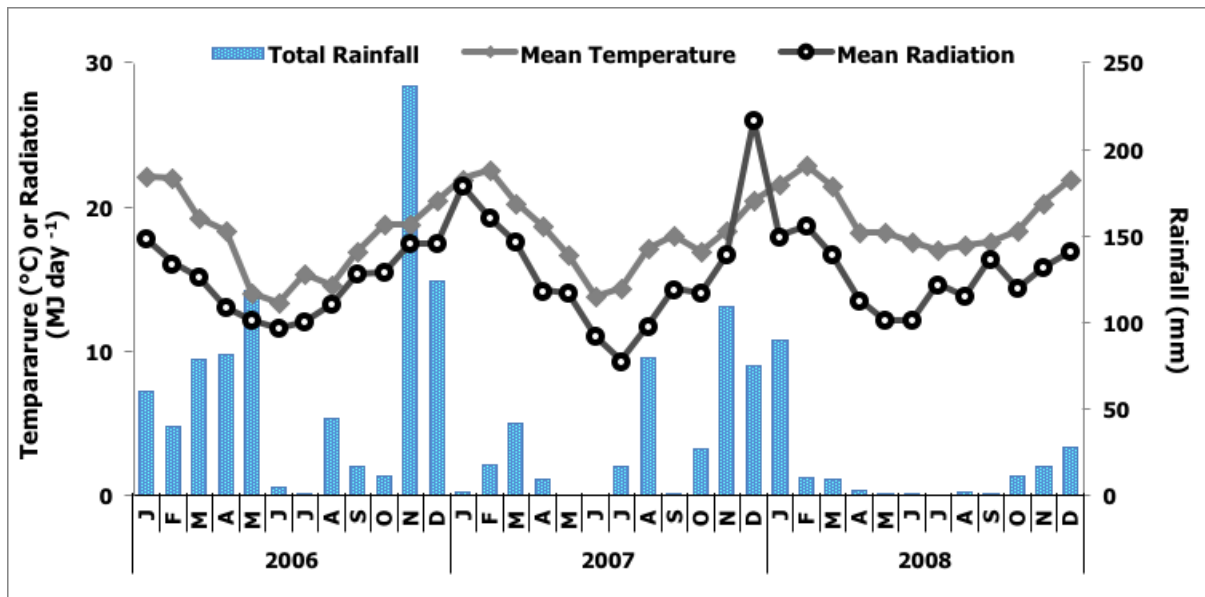 Total Rainfall Mean Temperature Mean Radiation
Tempararure (°C) or Radiatoin
(MJ day -1)
30
20
10
0
250
200
150
100
50
0
Rainfall (mm)
J F M A M J J A S O N D J F M A M J J A S O N D J F M A M J J A S O N D
2006 2007 2008